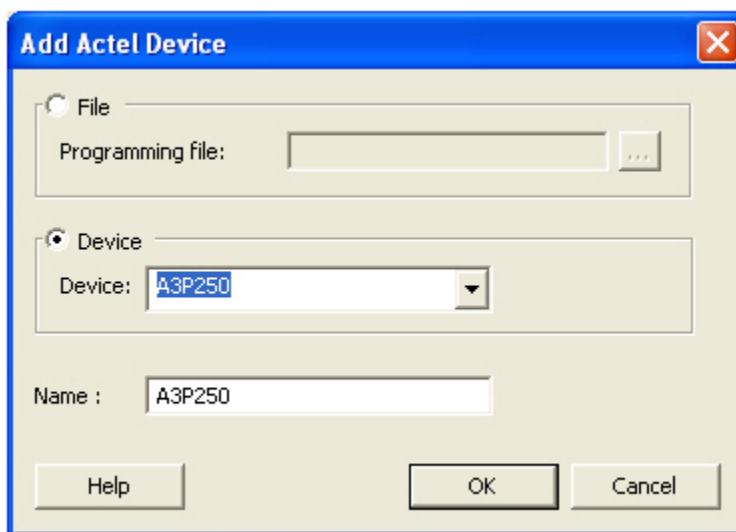 Add Actel Device
File
Programming file:
...
Device
Device: A3P250
Name : A3P250
Help OK Cancel